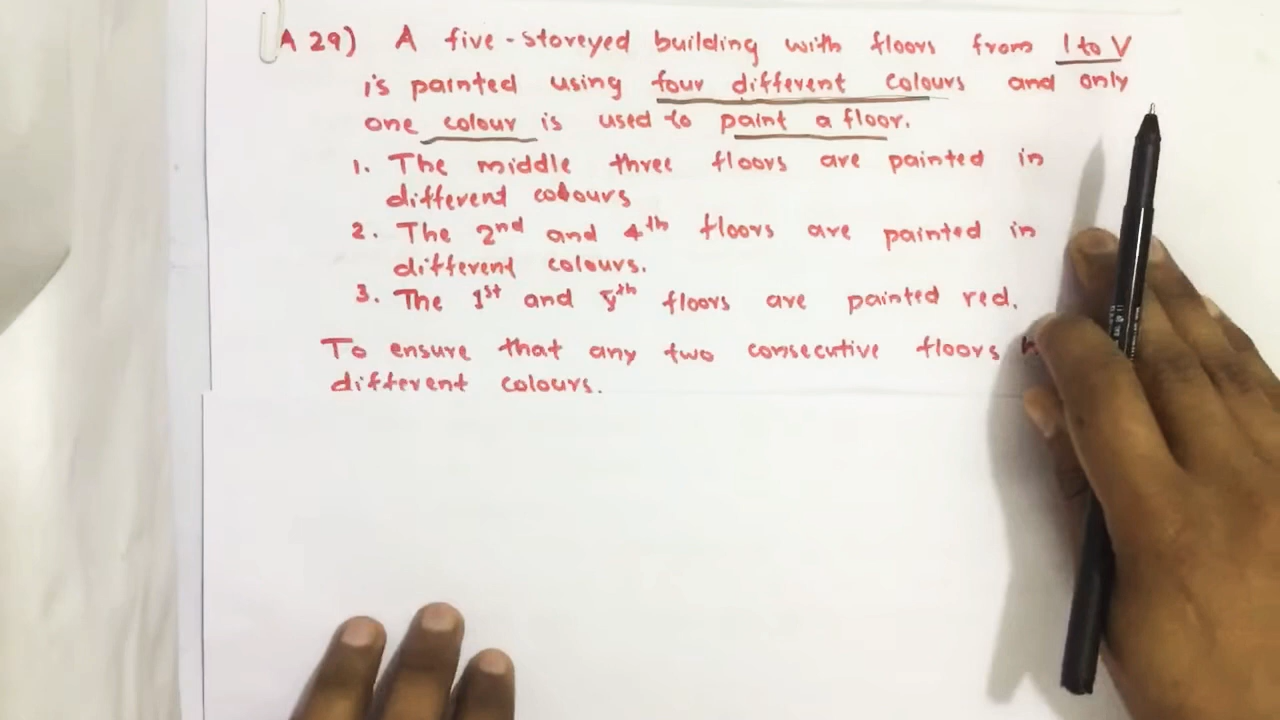 A 29) A five-storeyed building with floors from I to V
is painted using four different colours and only
one colour is used to paint a floor.
1. The middle three floors are painted in
different colours
2. The 2nd and 4th floors are painted in
different colours.
3. The 1st and 5th floors are painted red.
To ensure that any two consecutive floors
different colours.